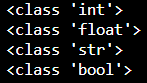 <class 'int'>
<class 'float'>
<class 'str'>
<class 'bool'>